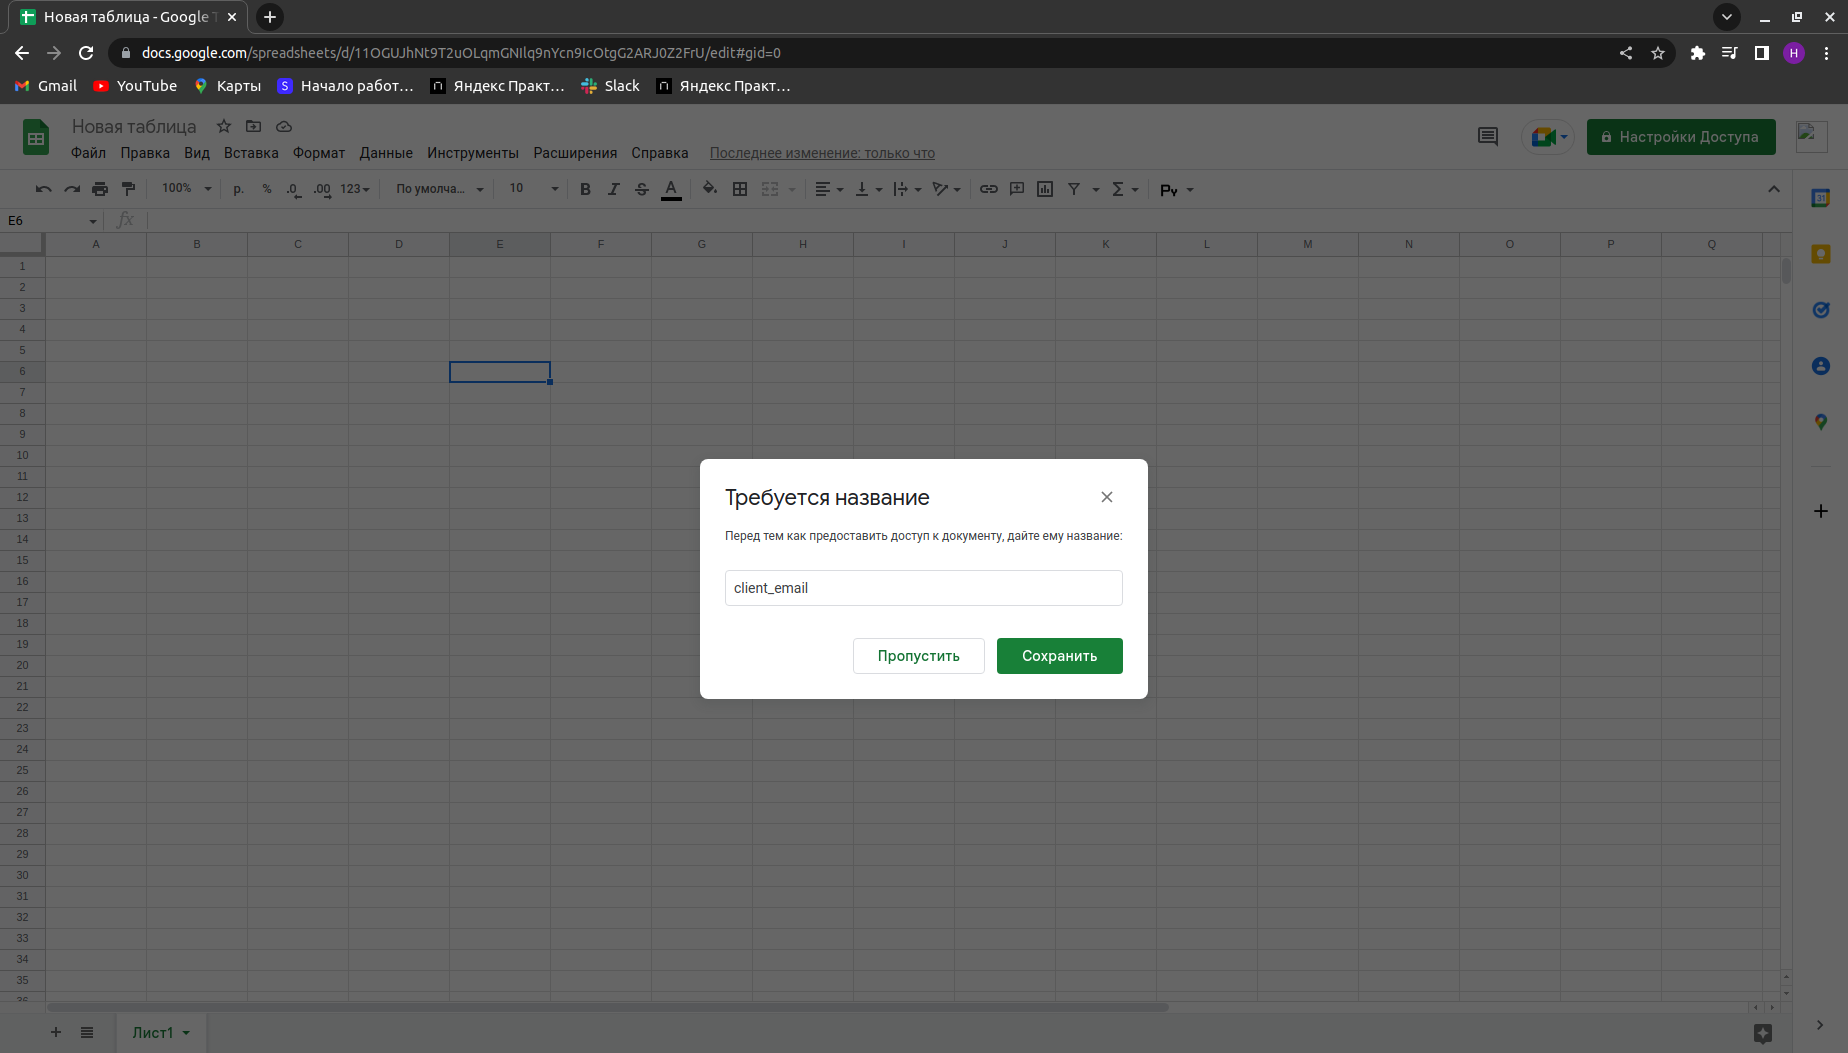 Новая таблица - Google Т
docs.google.com/spreadsheets/d/11OGUJhNt9T2uOLqmGNIlq9nYcn9IcOtgG2ARJ0Z2FrU/edit#gid=0
H
Gmail YouTube Карты S Начало работ… Яндекс Практ… Slack Яндекс Практ…
Новая таблица
Настройки Доступа
Файл Правка Вид Вставка Формат Данные Инструменты Расширения Справка Последнее изменение: только что
100% р. % .0 .00 123 По умолча… 10 B I S A Σ Ру
31
E6 fx
A B C D E F G H I J K L M N O P Q
1
2
3
4
5
6
7
8
9
10
11
12
13
14
15
16
17
18
19
20
21
22
23
24
25
26
27
28
29
30
31
32
33
34
35
36
Требуется название
Перед тем как предоставить доступ к документу, дайте ему название:
client_email
Пропустить Сохранить
Лист1